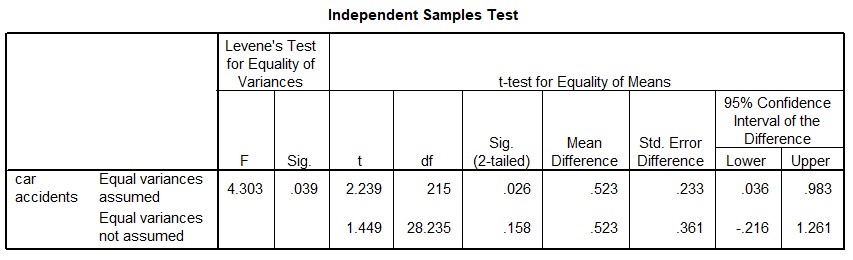 Independent Samples Test
Levene's Test for Equality of Variances
t-test for Equality of Means
95% Confidence Interval of the Difference
F Sig. t df Sig. (2-tailed) Mean Difference Std. Error Difference Lower Upper
car accidents Equal variances assumed 4.303 .039 2.239 215 .026 .523 .233 .036 .983
Equal variances not assumed 1.449 28.235 .158 .523 .361 -.216 1.261